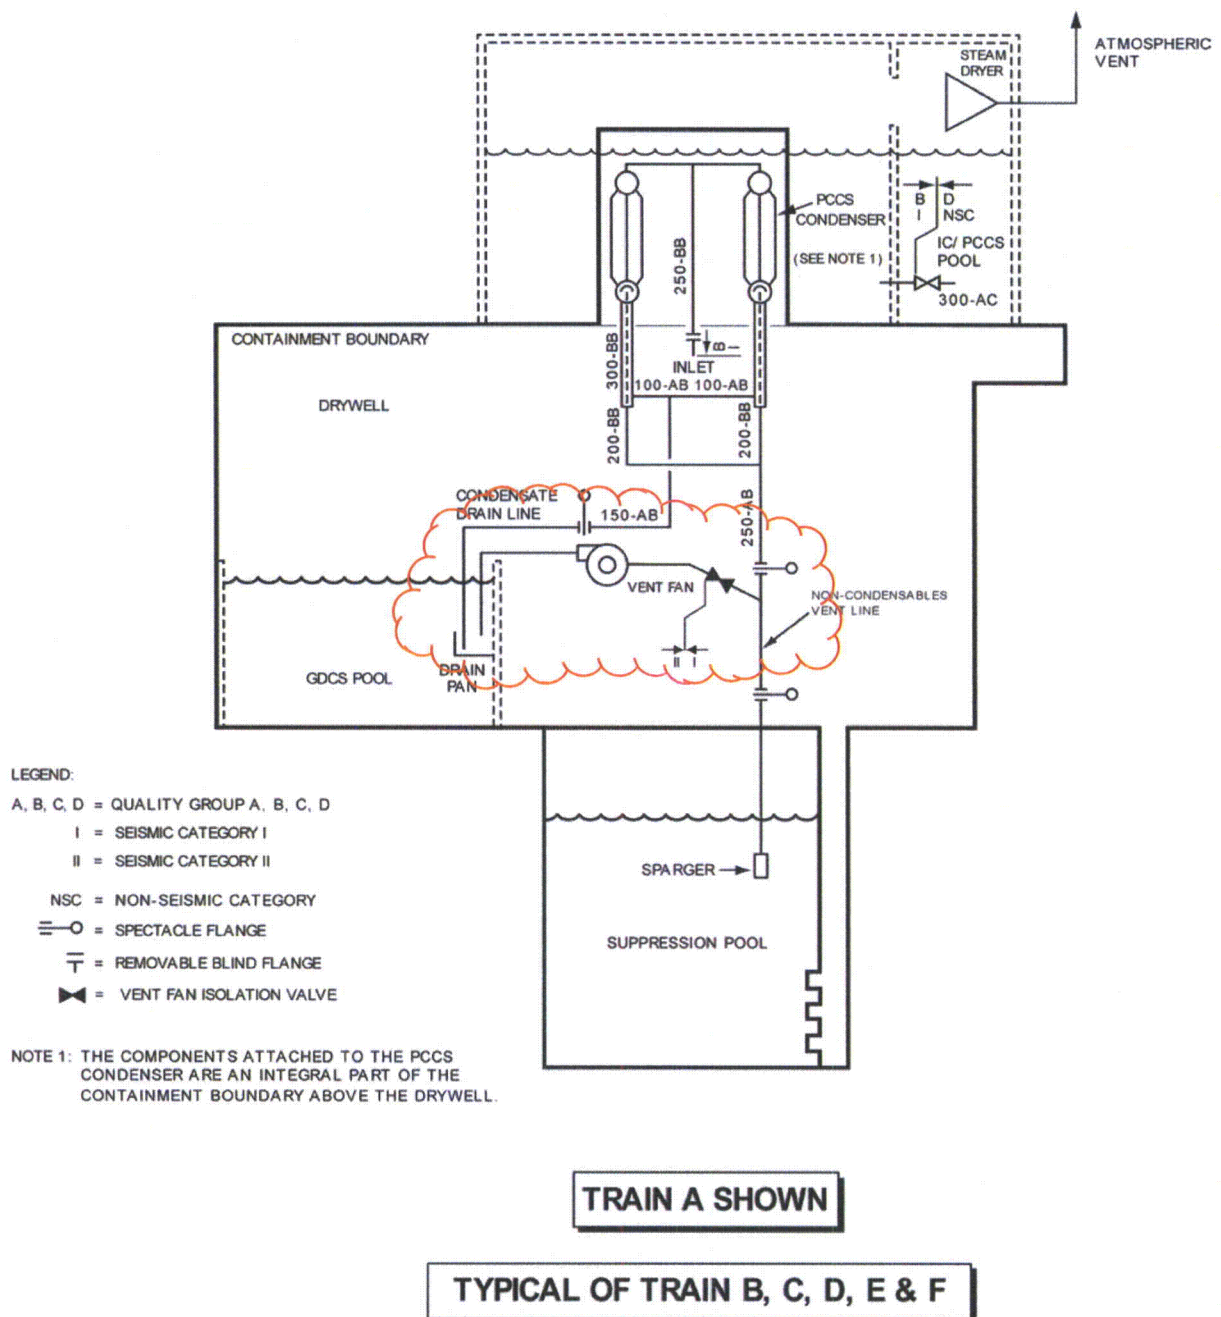 ATMOSPHERIC
VENT
STEAM
DRYER
PCCS
CONDENSER
(SEE NOTE 1)
B D
I NSC
IC/ PCCS
POOL
300-AC
250-BB
CONTAINMENT BOUNDARY
300-BB
B I
INLET
100-AB 100-AB
DRYWELL
200-BB
200-BB
CONDENSATE
DRAIN LINE
150-AB
250-AB
VENT FAN
NON-CONDENSABLES
VENT LINE
II I
GDCS POOL
DRAIN
PAN
LEGEND:
A, B, C, D = QUALITY GROUP A, B, C, D
I = SEISMIC CATEGORY I
II = SEISMIC CATEGORY II
NSC = NON-SEISMIC CATEGORY
= SPECTACLE FLANGE
= REMOVABLE BLIND FLANGE
= VENT FAN ISOLATION VALVE
SPARGER
SUPPRESSION POOL
NOTE 1: THE COMPONENTS ATTACHED TO THE PCCS
CONDENSER ARE AN INTEGRAL PART OF THE
CONTAINMENT BOUNDARY ABOVE THE DRYWELL.
TRAIN A SHOWN
TYPICAL OF TRAIN B, C, D, E & F